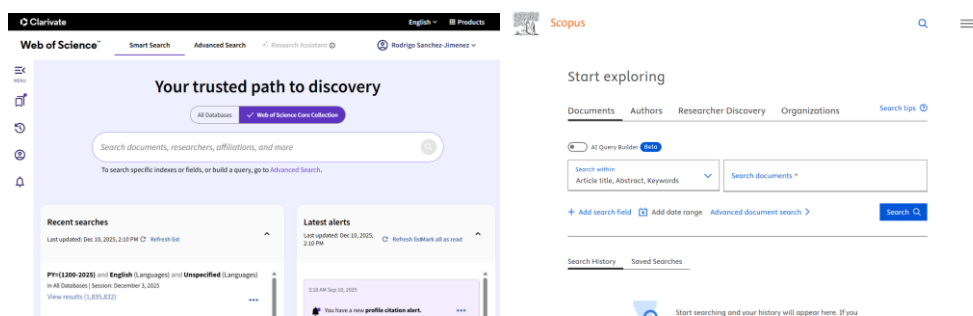 Clarivate
English
Products
Web of Science™
Smart Search
Advanced Search
Research Assistant
Rodrigo Sanchez-Jimenez
MENU
Your trusted path to discovery
All Databases
Web of Science Core Collection
Search documents, researchers, affiliations, and more
To search specific indexes or fields, or build a query, go to Advanced Search.
Recent searches
Last updated: Dec 10, 2025, 2:10 PM Refresh list
PY=(1200-2025) and English (Languages) and Unspecified (Languages)
in All Databases | Session: December 3, 2025
View results (1,835,832)
Latest alerts
Last updated: Dec 10, 2025,
2:10 PM
Refresh list
Mark all as read
3:18 AM Sep 10, 2025
You have a new profile citation alert.
Scopus
Start exploring
Documents
Authors
Researcher Discovery
Organizations
Search tips
AI Query Builder Beta
Search within
Article title, Abstract, Keywords
Search documents *
+ Add search field
Add date range
Advanced document search >
Search
Search History
Saved Searches
Start searching and your history will appear here. If you